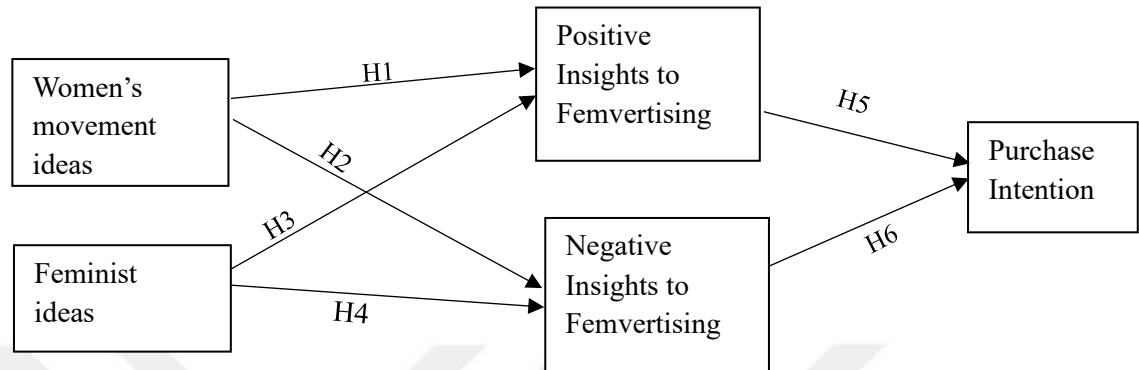 Women’s
movement
ideas
Feminist
ideas
H1
H2
H3
H4
Positive
Insights to
Femvertising
Negative
Insights to
Femvertising
H5
H6
Purchase
Intention